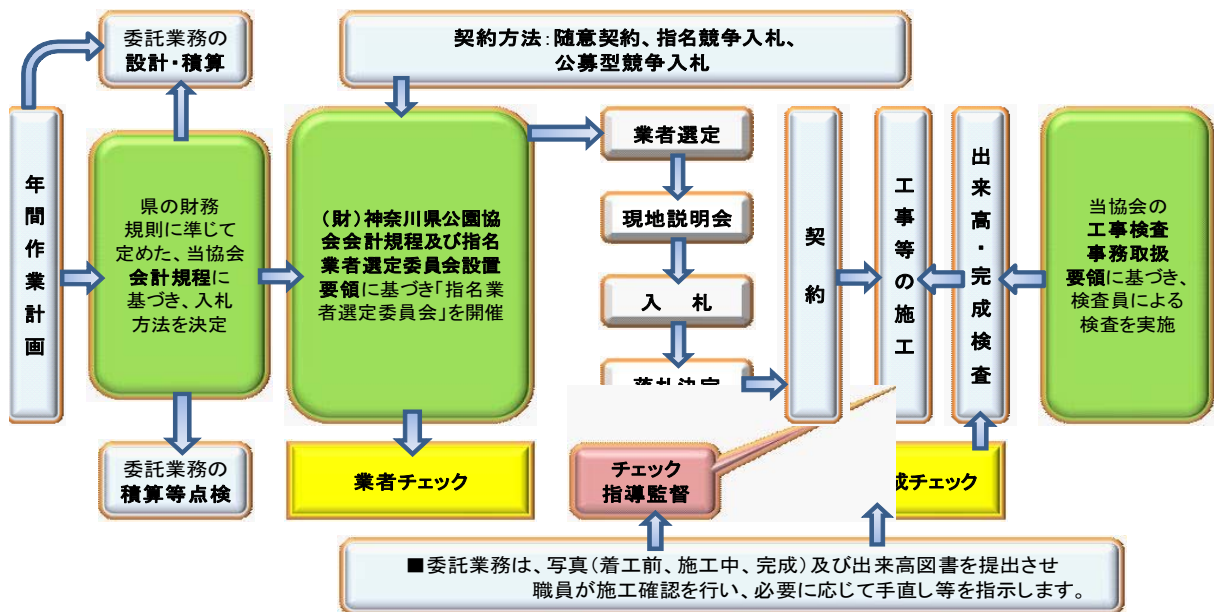 委託業務の
設計・積算
契約方法：随意契約、指名競争入札、
公募型競争入札
年間作業計画
県の財務
規則に準じて
定めた、当協会
会計規程に
基づき、入札
方法を決定
（財）神奈川県公園協
会会計規程及び指名
業者選定委員会設置
要領に基づき「指名業
者選定委員会」を開催
業者選定
現地説明会
入　札
落札決定
契約
工事等の施工
出来高・完成検査
当協会の
工事検査
事務取扱
要領に基づき、
検査員による
検査を実施
委託業務の
積算等点検
業者チェック
チェック
指導監督
成チェック
■委託業務は、写真（着工前、施工中、完成）及び出来高図書を提出させ
職員が施工確認を行い、必要に応じて手直し等を指示します。